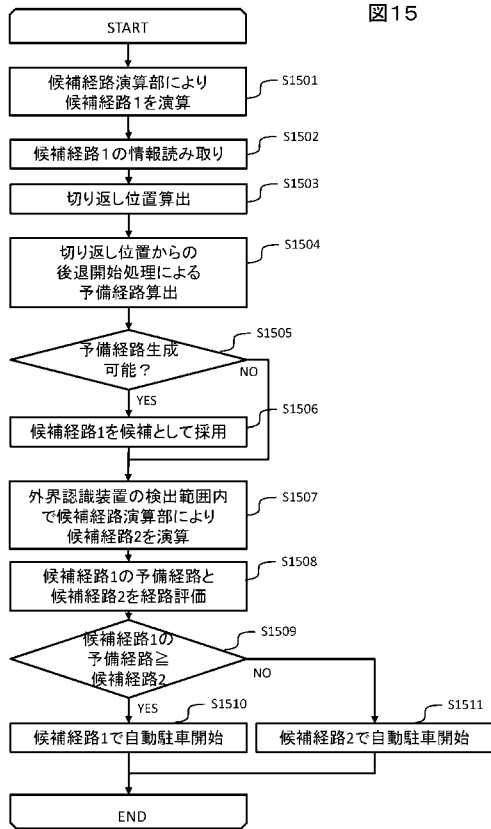 図15
START
候補経路演算部により
候補経路1を演算
S1501
候補経路1の情報読み取り
S1502
切り返し位置算出
S1503
切り返し位置からの
後退開始処理による
予備経路算出
S1504
予備経路生成
可能？
S1505
NO
YES
候補経路1を候補として採用
S1506
外界認識装置の検出範囲内
で候補経路演算部により
候補経路2を演算
S1507
候補経路1の予備経路と
候補経路2を経路評価
S1508
候補経路1の
予備経路≧
候補経路2
S1509
NO
YES
候補経路1で自動駐車開始
S1510
候補経路2で自動駐車開始
S1511
END